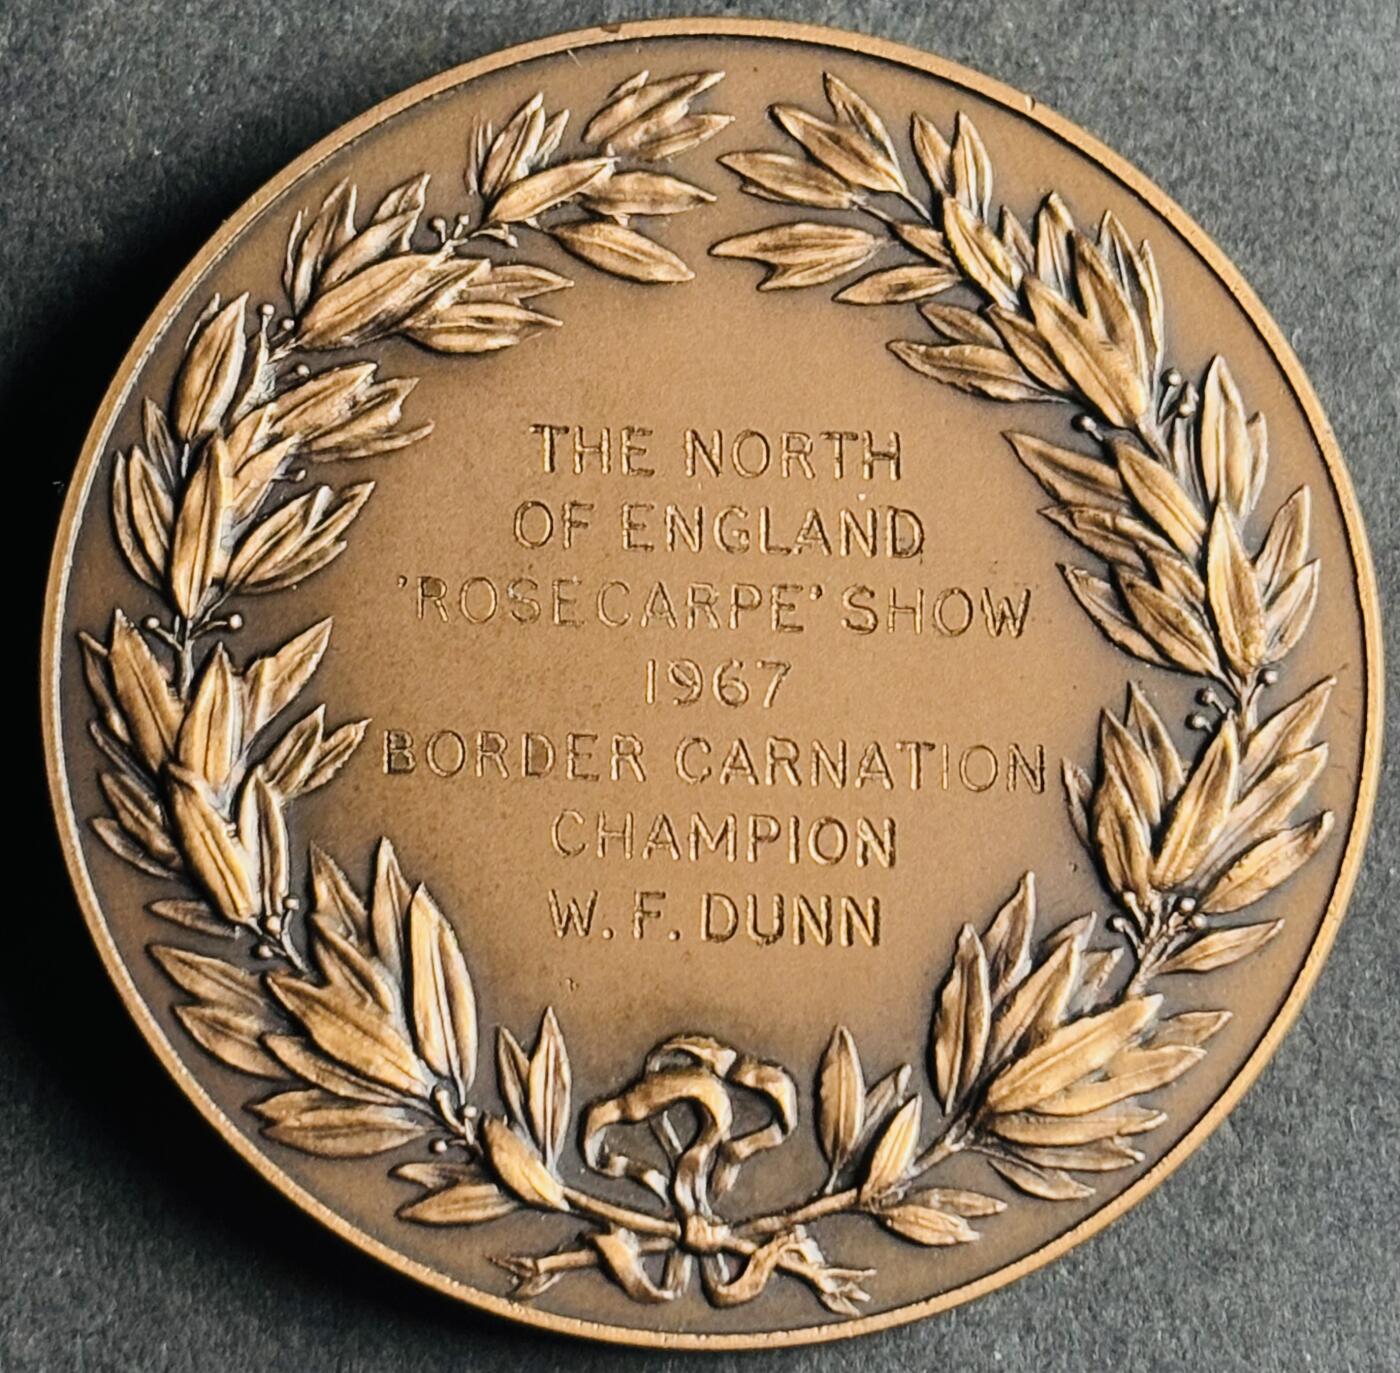 THE NORTH
OF ENGLAND
'ROSECARPE' SHOW
1967
BORDER CARNATION
CHAMPION
W. F. DUNN